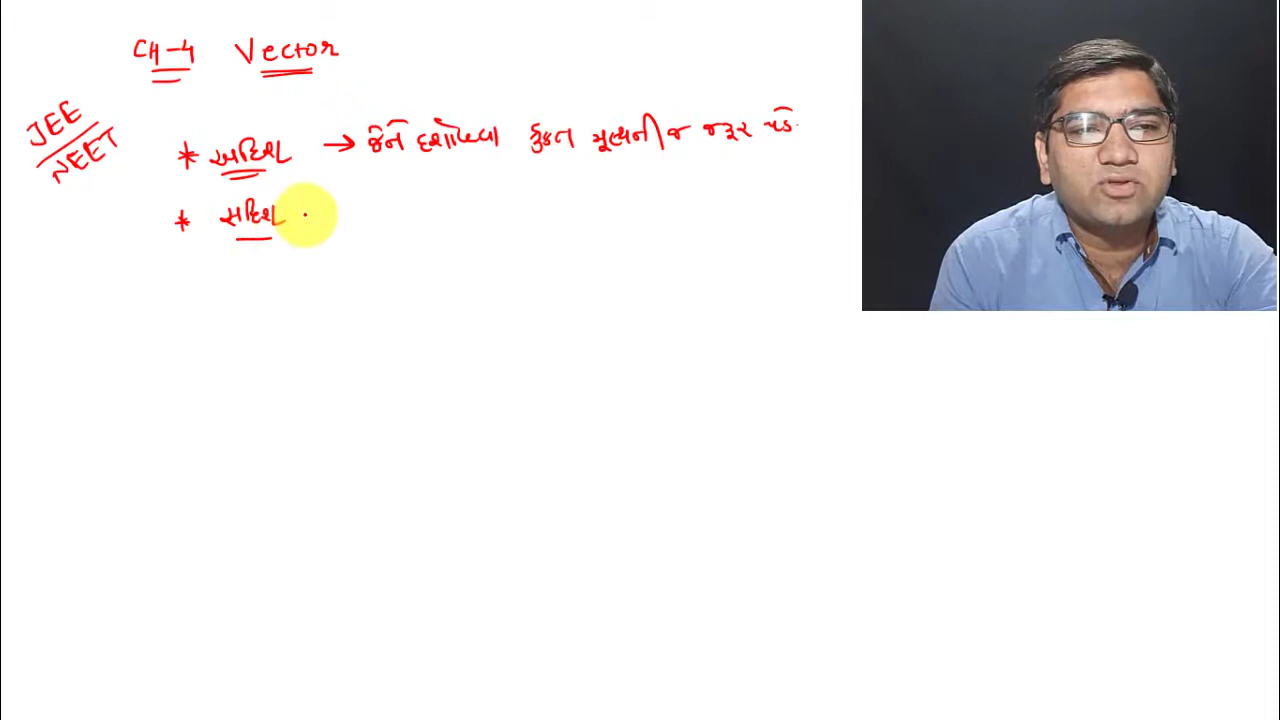 CH-4 Vector
JEE
NEET
* અદિશ → જેને દર્શાવવા ફક્ત મૂલ્યની જ જરૂર પડે.
* સદિશ